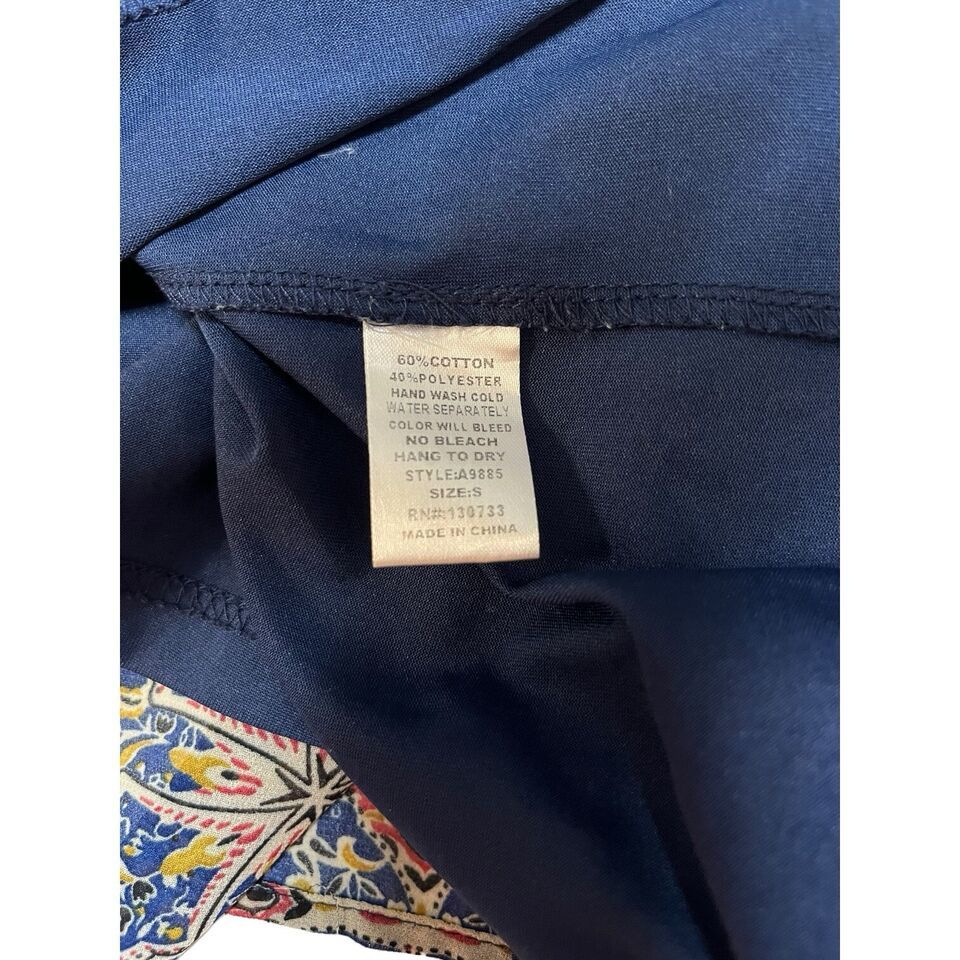 60%COTTON
40%POLYESTER
HAND WASH COLD
WATER SEPARATELY
COLOR WILL BLEED
NO BLEACH
HANG TO DRY
STYLE:A9885
SIZE:S
RN#:130733
MADE IN CHINA